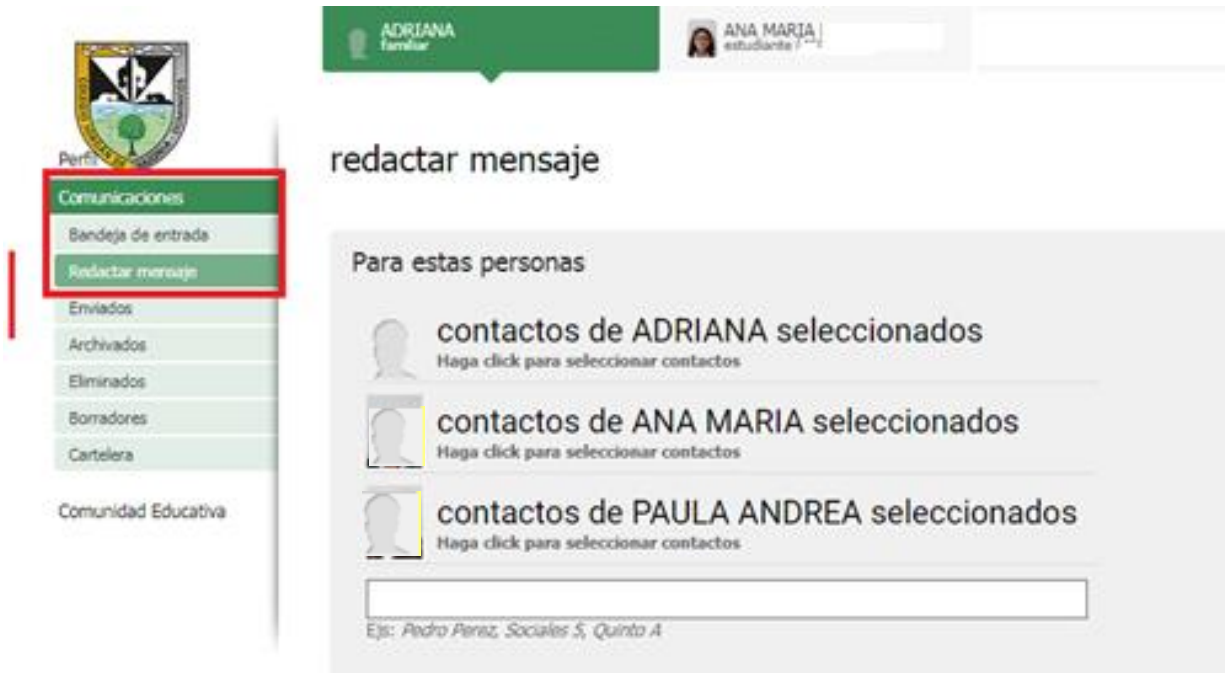 ADRIANA
familiar
ANA MARIA
estudiante
Perfil
Comunicaciones
Bandeja de entrada
Redactar mensaje
Enviados
Archivados
Eliminados
Borradores
Cartelera
Comunidad Educativa
redactar mensaje
Para estas personas
contactos de ADRIANA seleccionados
Haga click para seleccionar contactos
contactos de ANA MARIA seleccionados
Haga click para seleccionar contactos
contactos de PAULA ANDREA seleccionados
Haga click para seleccionar contactos
Ejs: Pedro Perez, Sociales 5, Quinto A